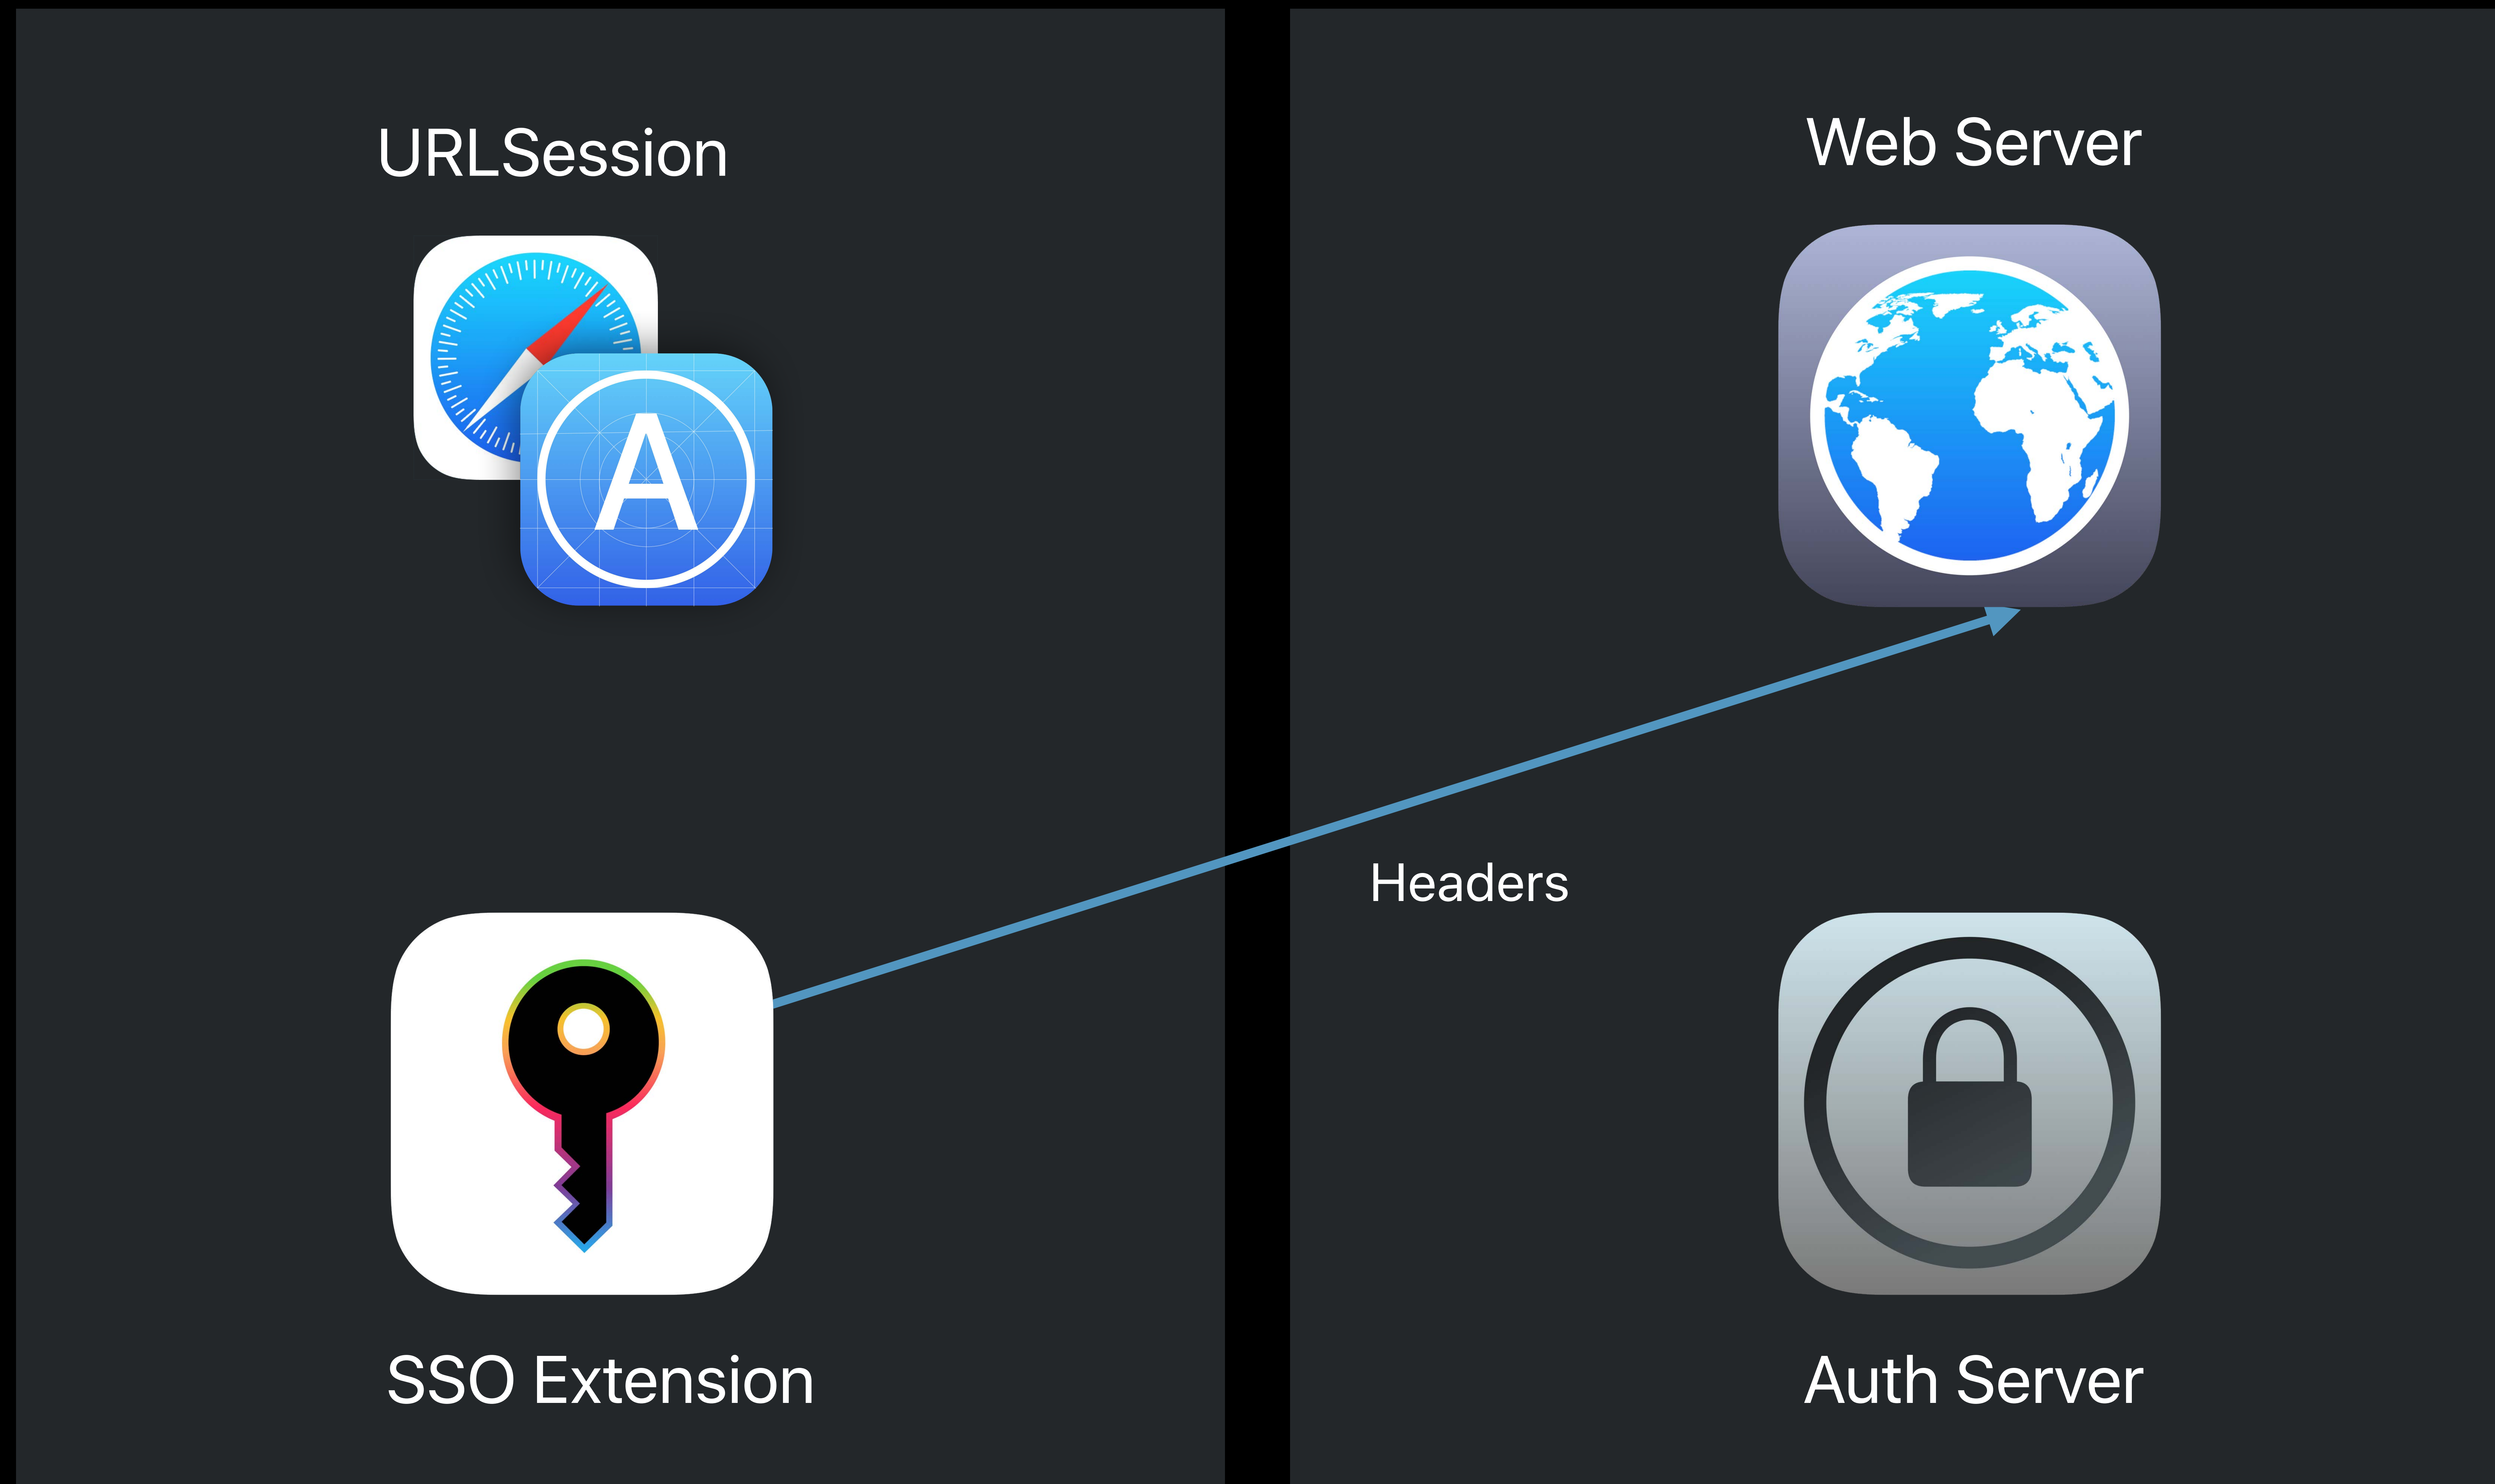 URLSession
Web Server
A
Headers
SSO Extension
Auth Server